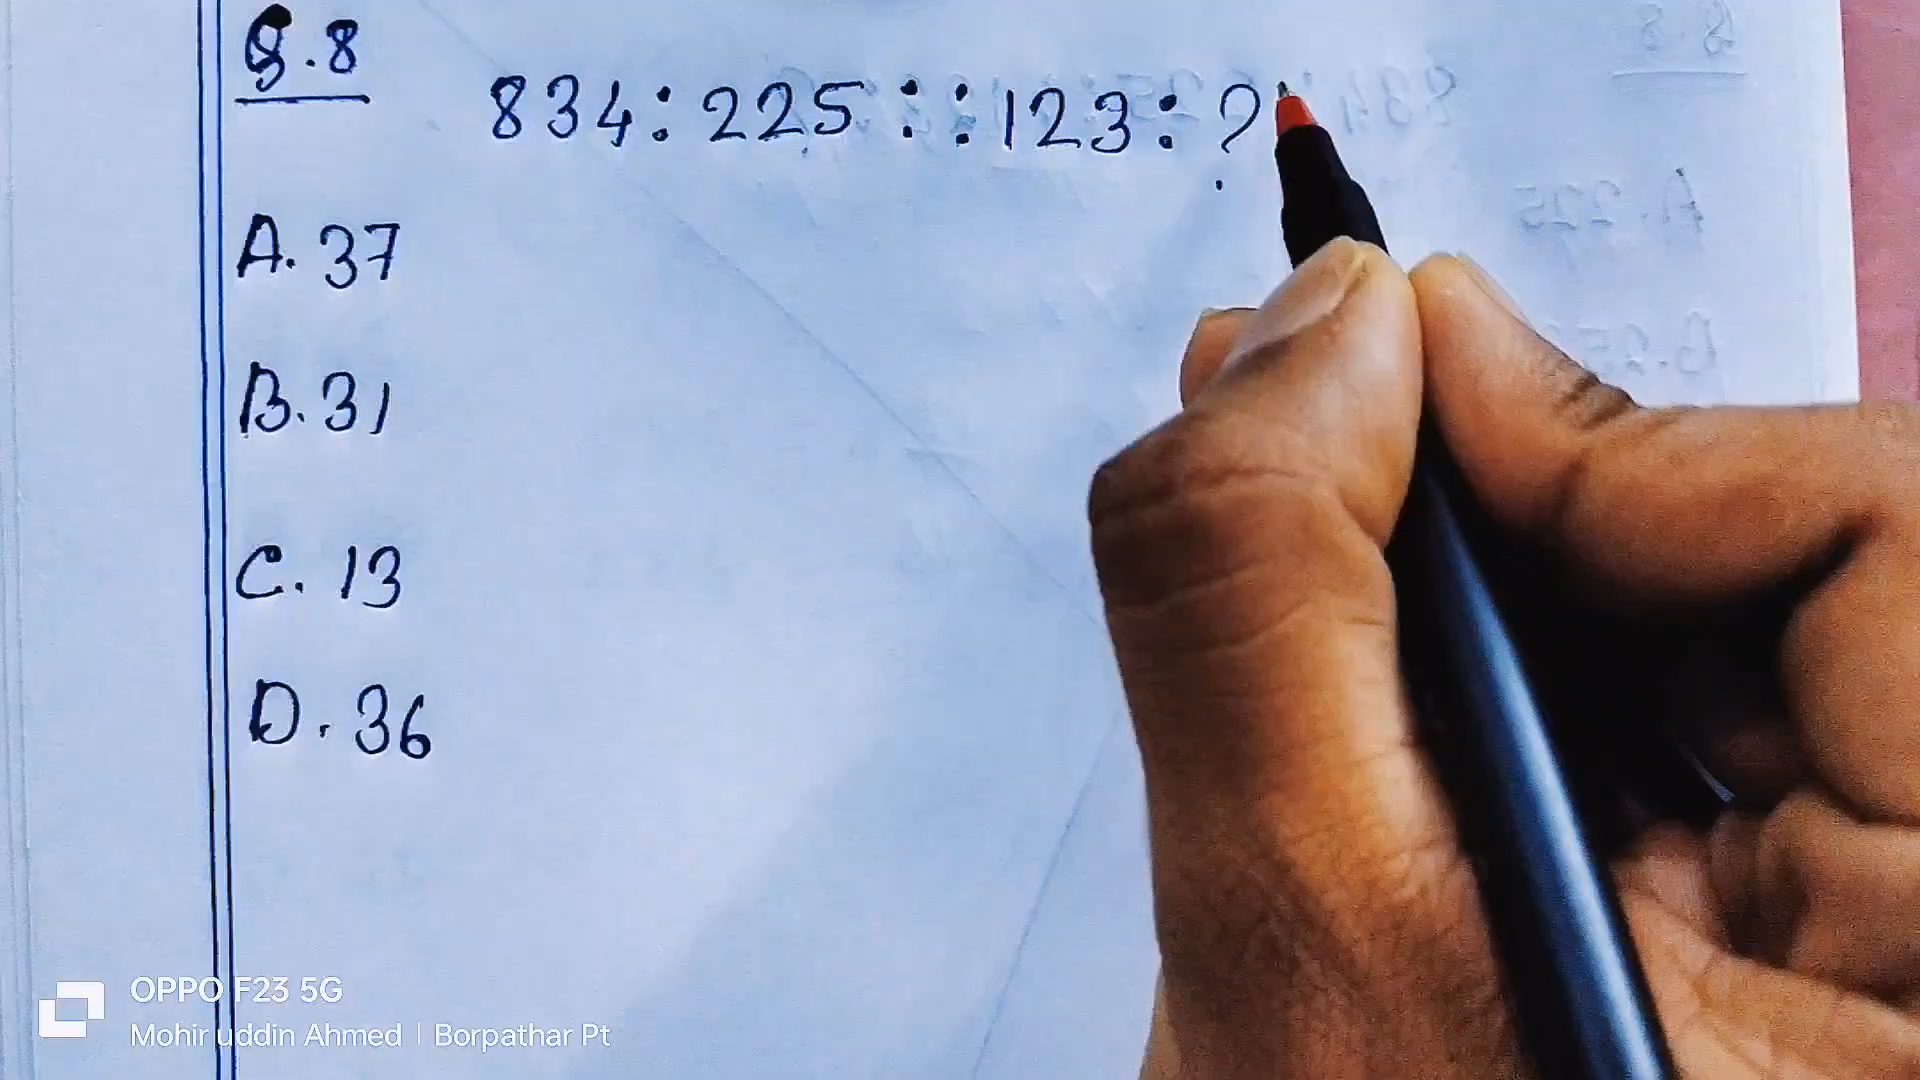 Q.8
834 : 225 :: 123 : ?
A. 37
B. 31
C. 13
D. 36
OPPO F23 5G
Mohir uddin Ahmed | Borpathar Pt